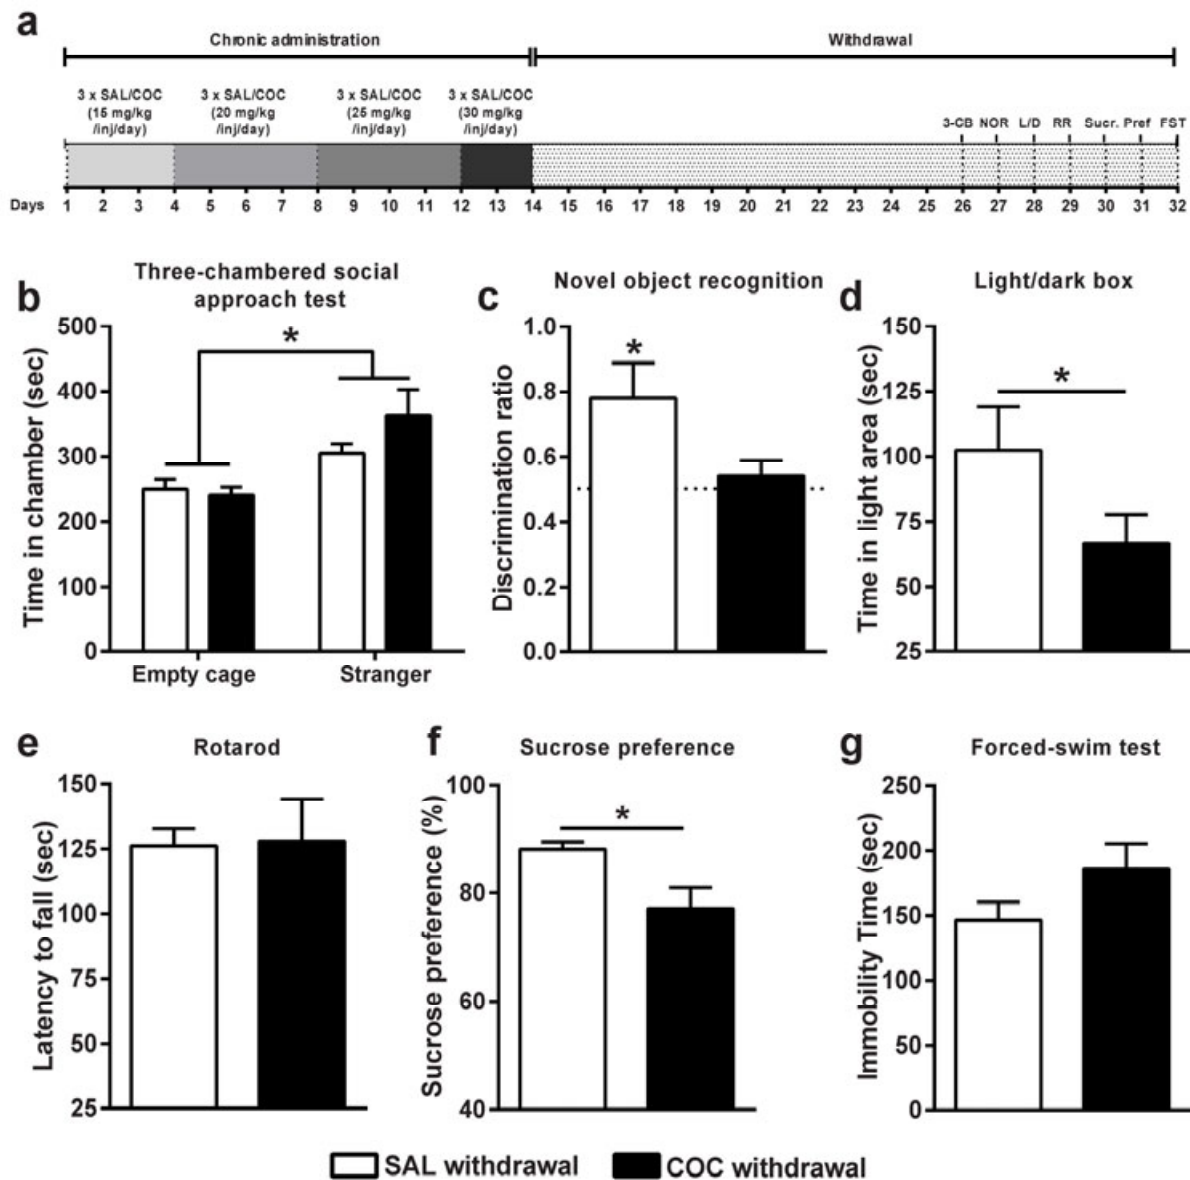 a
Chronic administration
Withdrawal
3 x SAL/COC
(15 mg/kg
/inj/day)
3 x SAL/COC
(20 mg/kg
/inj/day)
3 x SAL/COC
(25 mg/kg
/inj/day)
3 x SAL/COC
(30 mg/kg
/inj/day)
3-CB NOR L/D RR Sucr. Pref FST
Days 1 2 3 4 5 6 7 8 9 10 11 12 13 14 15 16 17 18 19 20 21 22 23 24 25 26 27 28 29 30 31 32
b
Three-chambered social
approach test
Time in chamber (sec)
500
400
300
200
100
0
*
Empty cage
Stranger
c
Novel object recognition
Discrimination ratio
1.0
0.8
0.6
0.4
0.2
0.0
*
d
Light/dark box
Time in light area (sec)
150
125
100
75
50
25
*
e
Rotarod
Latency to fall (sec)
150
125
100
75
50
25
f
Sucrose preference
Sucrose preference (%)
100
80
60
40
*
g
Forced-swim test
Immobility Time (sec)
250
200
150
100
50
0
SAL withdrawal
COC withdrawal